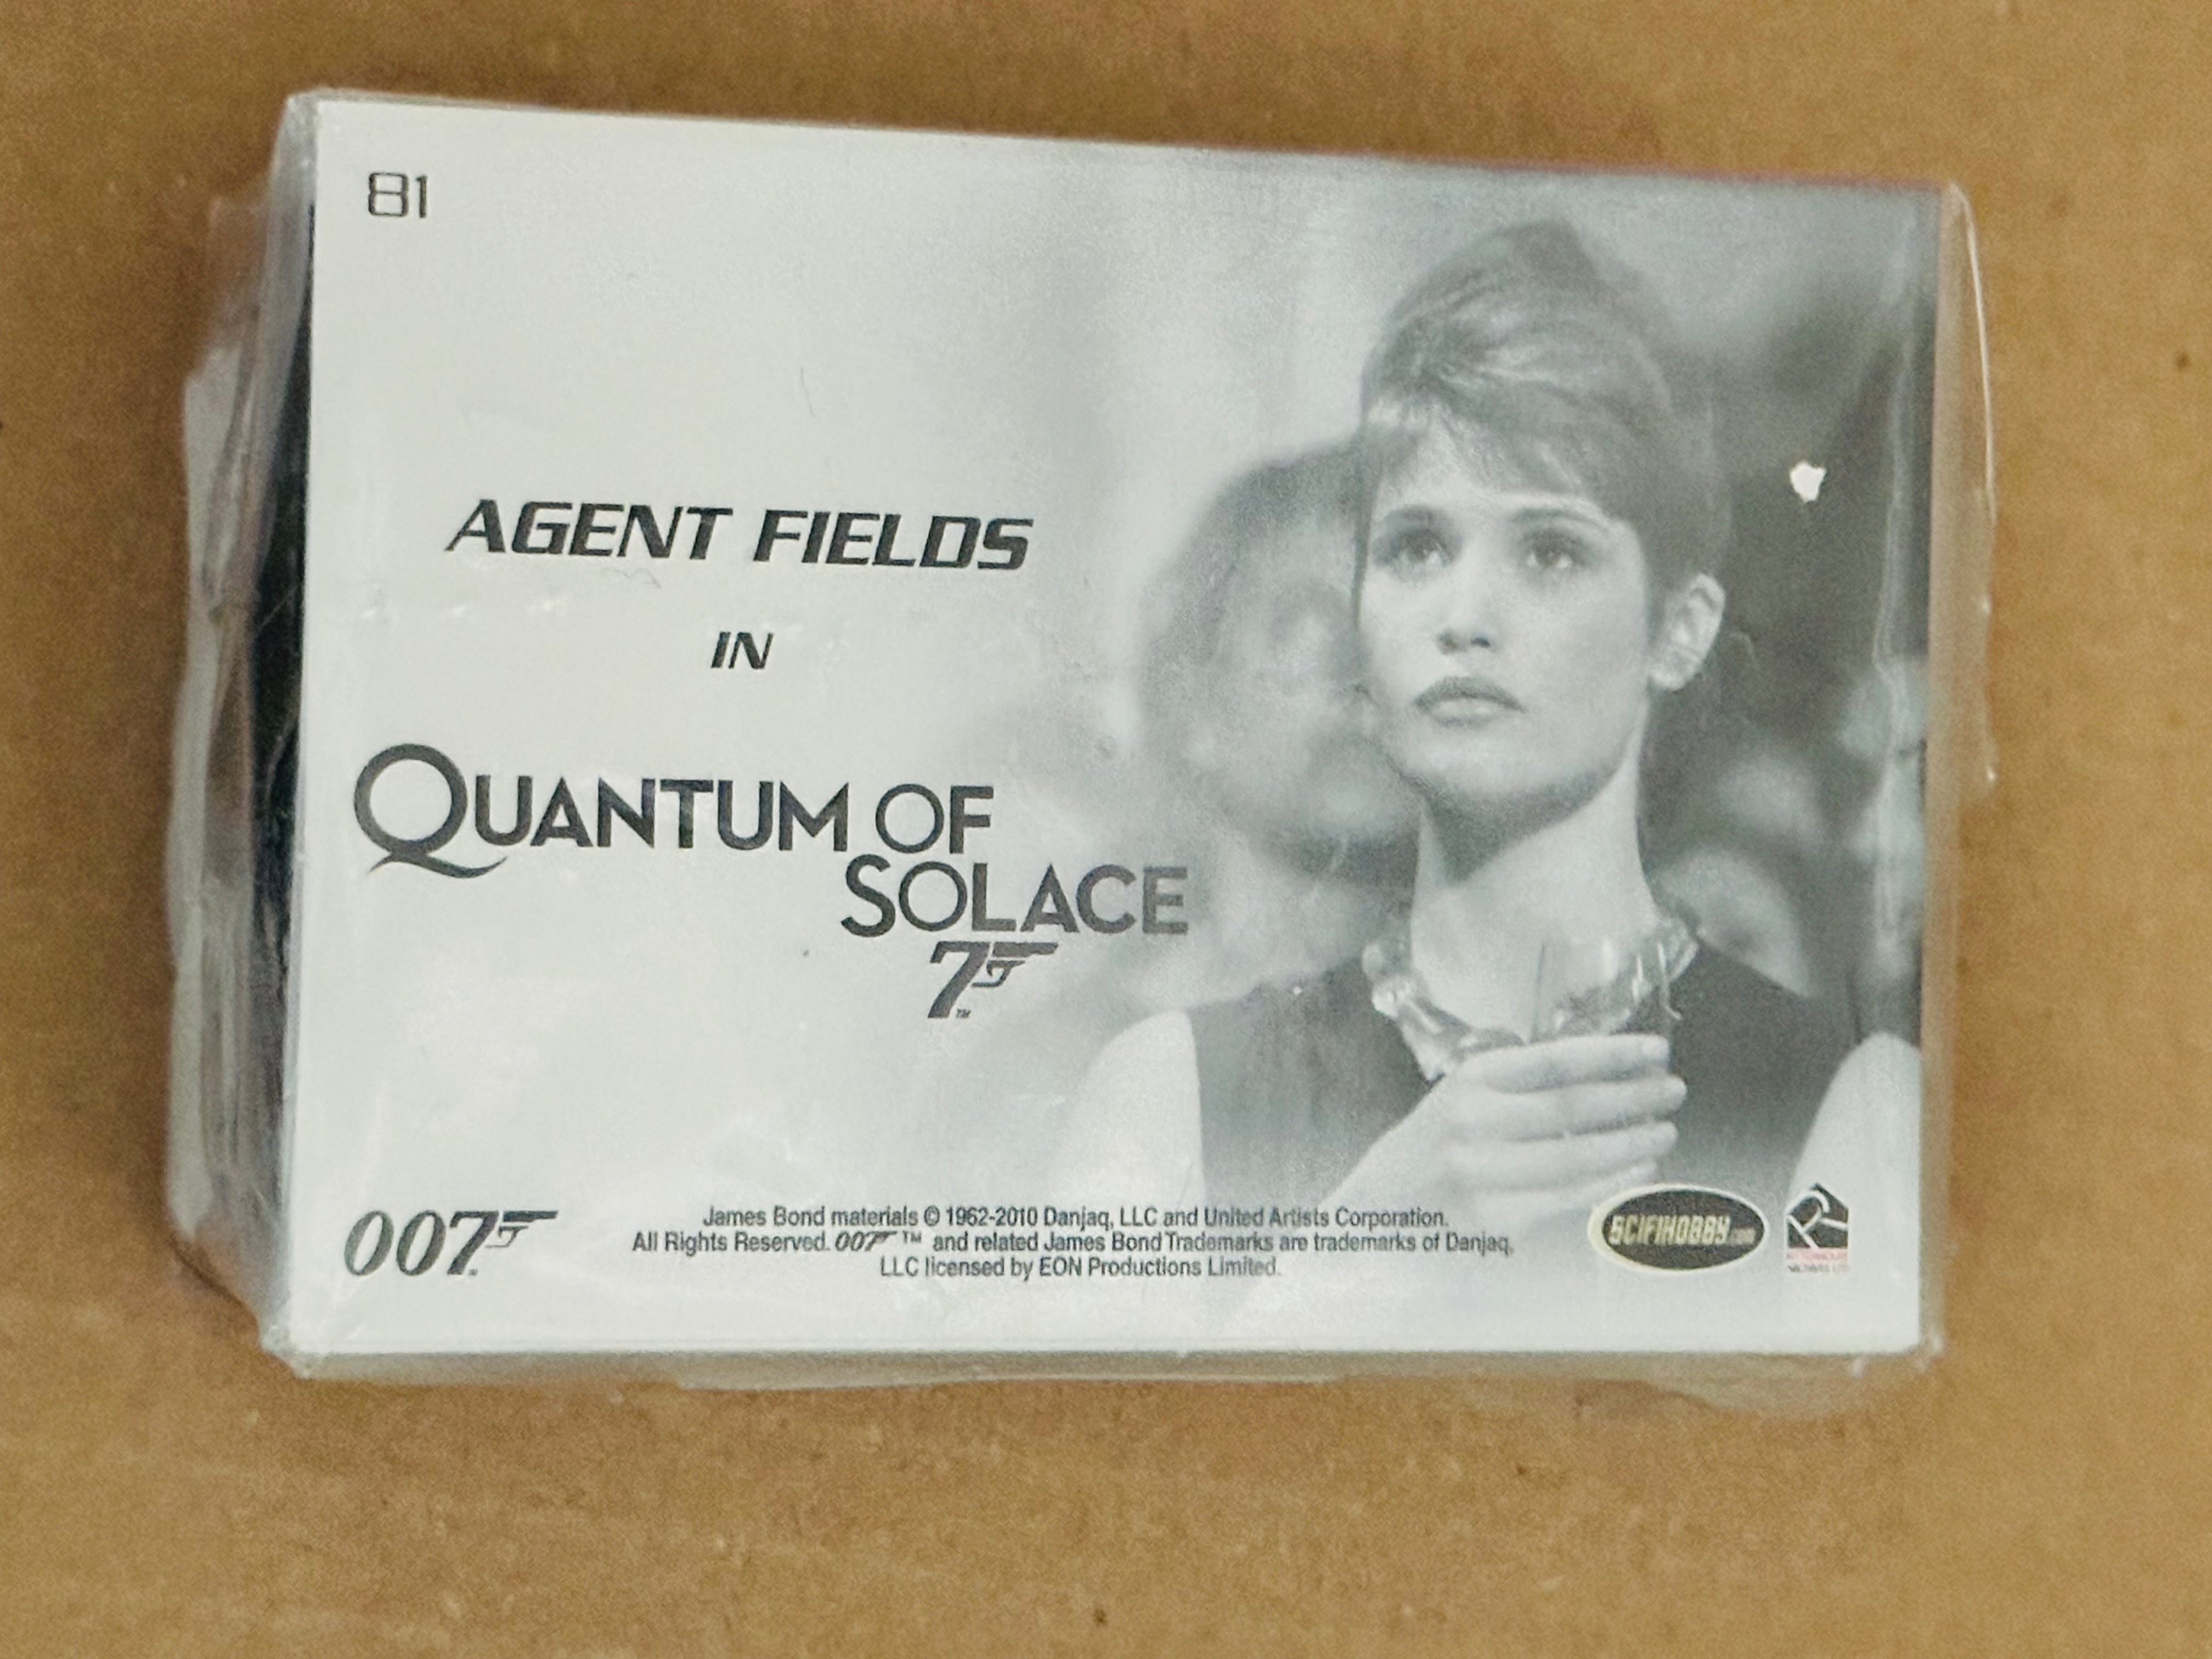 81
AGENT FIELDS
IN
QUANTUM OF
SOLACE
7
TM
007
James Bond materials © 1962-2010 Danjaq, LLC and United Artists Corporation.
All Rights Reserved. 007 TM and related James Bond Trademarks are trademarks of Danjaq,
LLC licensed by EON Productions Limited.
SCIFIHOBBY.com